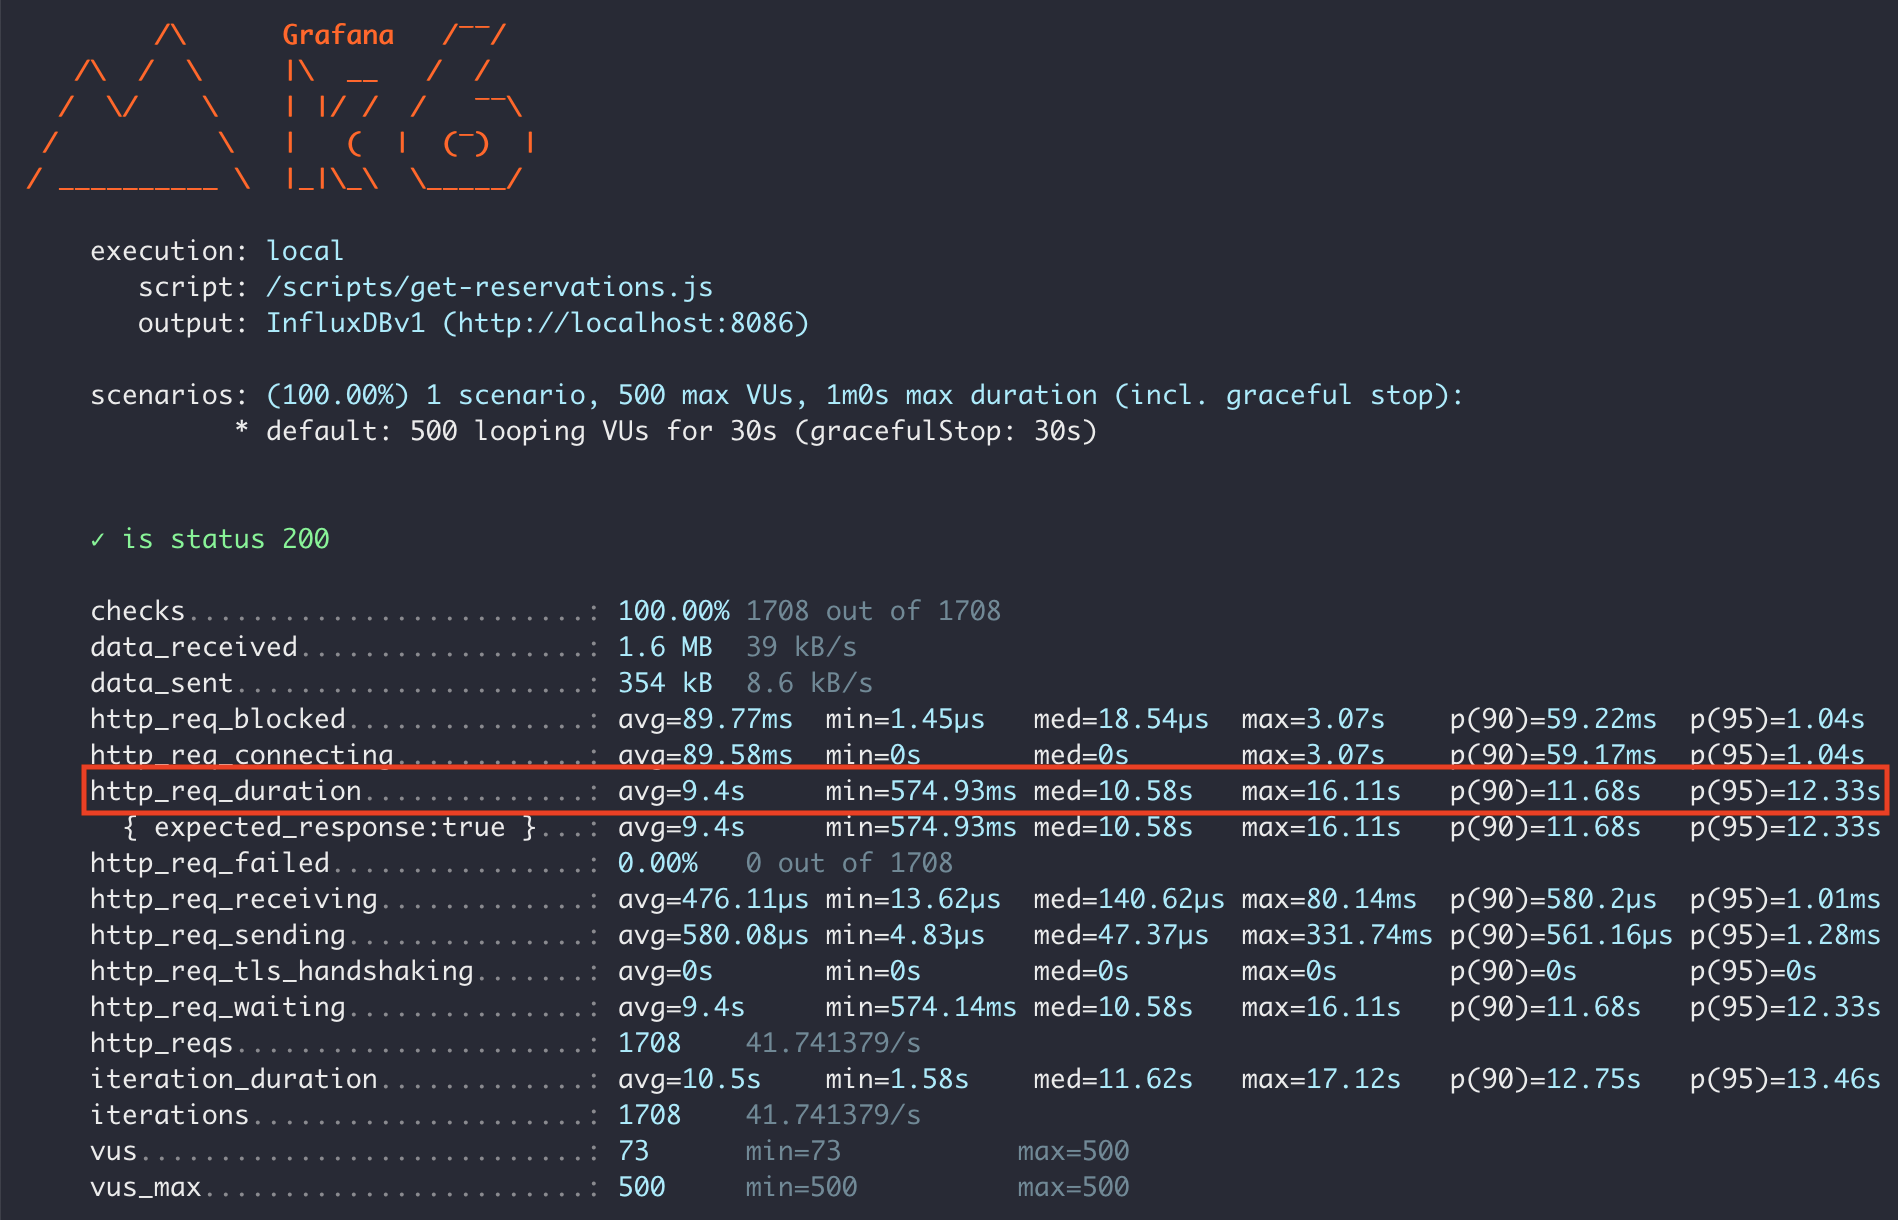 Grafana
execution: local
script: /scripts/get-reservations.js
output: InfluxDBv1 (http://localhost:8086)
scenarios: (100.00%) 1 scenario, 500 max VUs, 1m0s max duration (incl. graceful stop):
* default: 500 looping VUs for 30s (gracefulStop: 30s)
✓ is status 200
checks.........................: 100.00% 1708 out of 1708
data_received..................: 1.6 MB 39 kB/s
data_sent......................: 354 kB 8.6 kB/s
http_req_blocked...............: avg=89.77ms min=1.45µs med=18.54µs max=3.07s p(90)=59.22ms p(95)=1.04s
http_req_connecting............: avg=89.58ms min=0s med=0s max=3.07s p(90)=59.17ms p(95)=1.04s
http_req_duration..............: avg=9.4s min=574.93ms med=10.58s max=16.11s p(90)=11.68s p(95)=12.33s
{ expected_response:true }...: avg=9.4s min=574.93ms med=10.58s max=16.11s p(90)=11.68s p(95)=12.33s
http_req_failed................: 0.00% 0 out of 1708
http_req_receiving.............: avg=476.11µs min=13.62µs med=140.62µs max=80.14ms p(90)=580.2µs p(95)=1.01ms
http_req_sending...............: avg=580.08µs min=4.83µs med=47.37µs max=331.74ms p(90)=561.16µs p(95)=1.28ms
http_req_tls_handshaking.......: avg=0s min=0s med=0s max=0s p(90)=0s p(95)=0s
http_req_waiting...............: avg=9.4s min=574.14ms med=10.58s max=16.11s p(90)=11.68s p(95)=12.33s
http_reqs......................: 1708 41.741379/s
iteration_duration.............: avg=10.5s min=1.58s med=11.62s max=17.12s p(90)=12.75s p(95)=13.46s
iterations.....................: 1708 41.741379/s
vus............................: 73 min=73 max=500
vus_max........................: 500 min=500 max=500